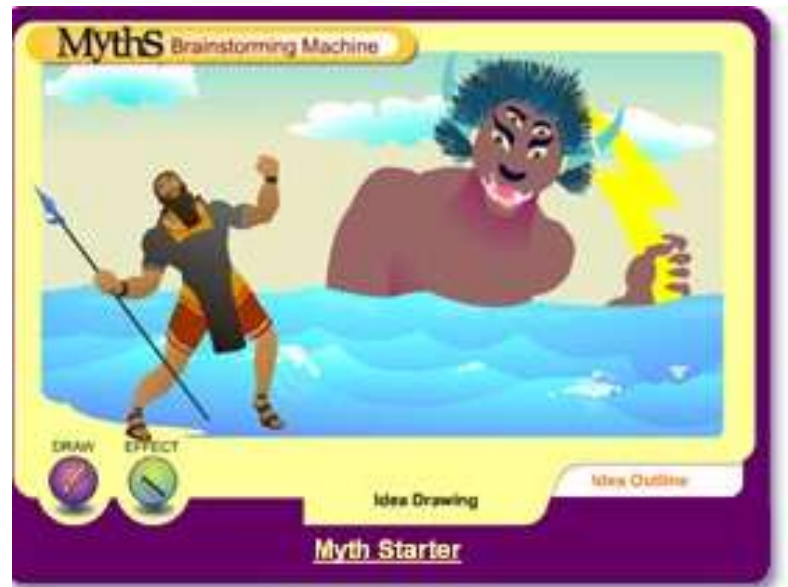 Myths Brainstorming Machine
DRAW EFFECT
Idea Outline
Idea Drawing
Myth Starter